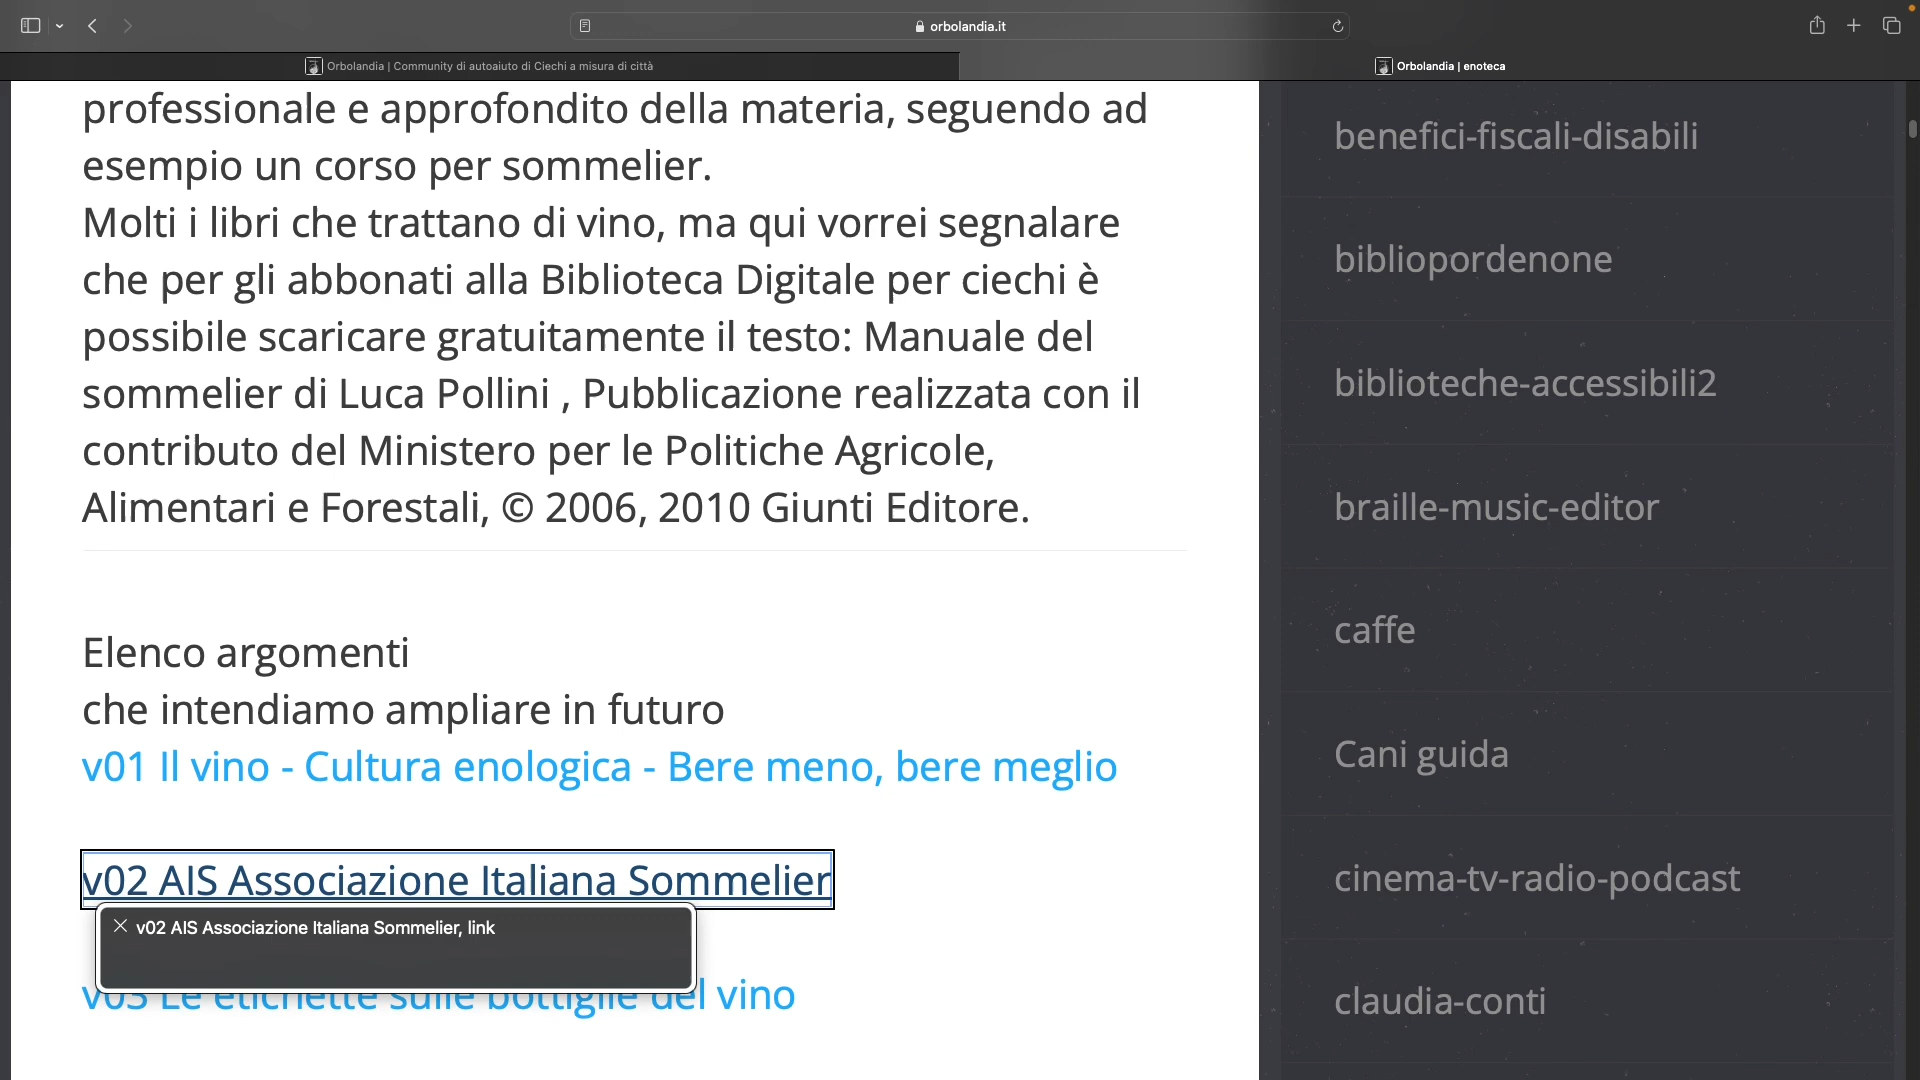 orbolandia.it
Orbolandia | Community di autoaiuto di Ciechi a misura di città
Orbolandia | enoteca
professionale e approfondito della materia, seguendo ad
esempio un corso per sommelier.
Molti i libri che trattano di vino, ma qui vorrei segnalare
che per gli abbonati alla Biblioteca Digitale per ciechi è
possibile scaricare gratuitamente il testo: Manuale del
sommelier di Luca Pollini , Pubblicazione realizzata con il
contributo del Ministero per le Politiche Agricole,
Alimentari e Forestali, © 2006, 2010 Giunti Editore.
Elenco argomenti
che intendiamo ampliare in futuro
v01 Il vino - Cultura enologica - Bere meno, bere meglio
v02 AIS Associazione Italiana Sommelier
v02 AIS Associazione Italiana Sommelier, link
v03 Le etichette sulle bottiglie del vino
benefici-fiscali-disabili
bibliopordenone
biblioteche-accessibili2
braille-music-editor
caffe
Cani guida
cinema-tv-radio-podcast
claudia-conti